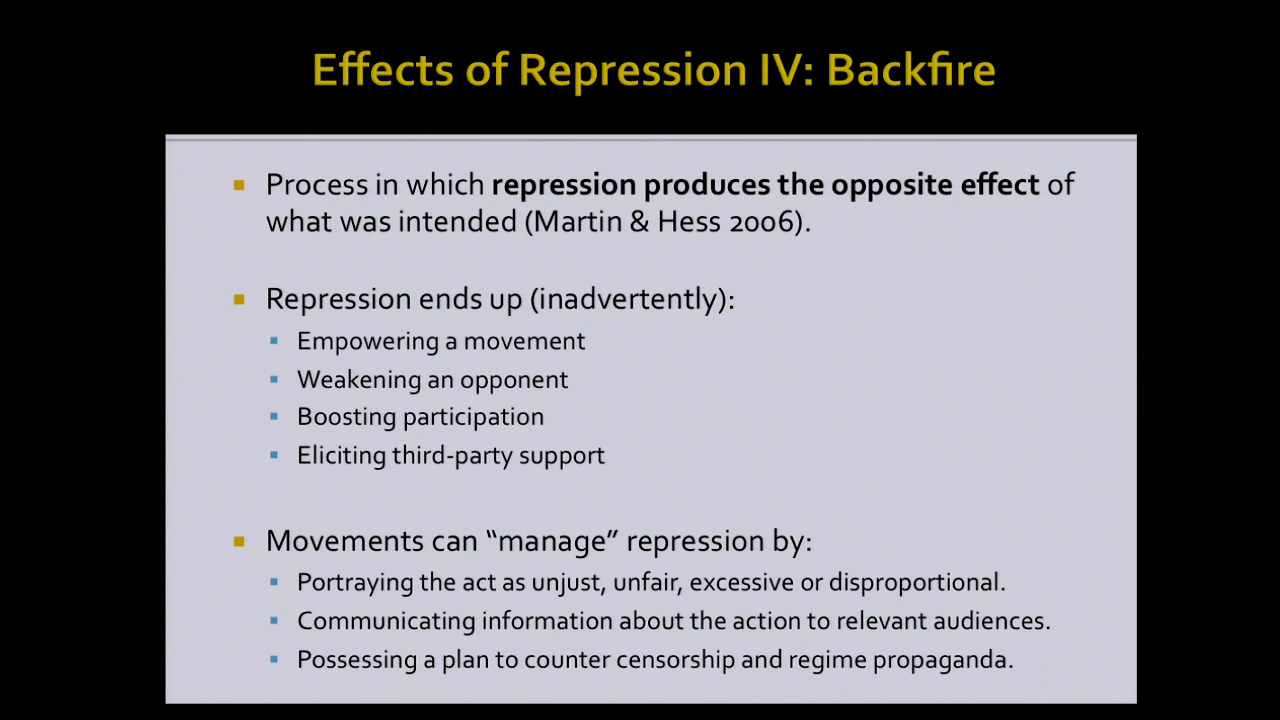 Effects of Repression IV: Backfire
Process in which repression produces the opposite effect of
what was intended (Martin & Hess 2006).
Repression ends up (inadvertently):
Empowering a movement
Weakening an opponent
Boosting participation
Eliciting third-party support
Movements can “manage” repression by:
Portraying the act as unjust, unfair, excessive or disproportional.
Communicating information about the action to relevant audiences.
Possessing a plan to counter censorship and regime propaganda.